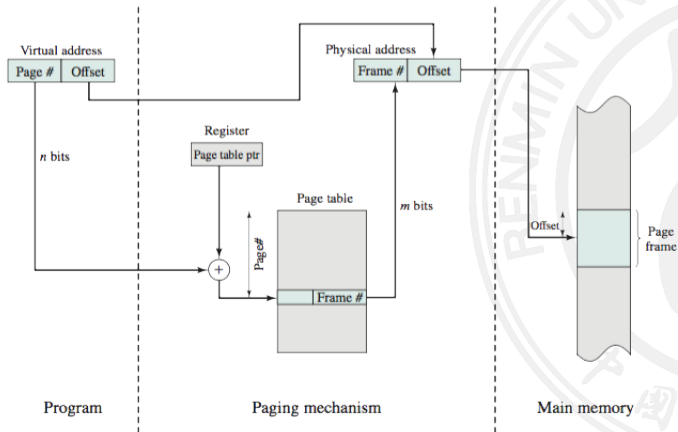 Virtual address
Page # Offset
n bits
Register
Page table ptr
+
Page#
Page table
Frame #
Physical address
Frame # Offset
m bits
Offset
Page
frame
Program
Paging mechanism
Main memory